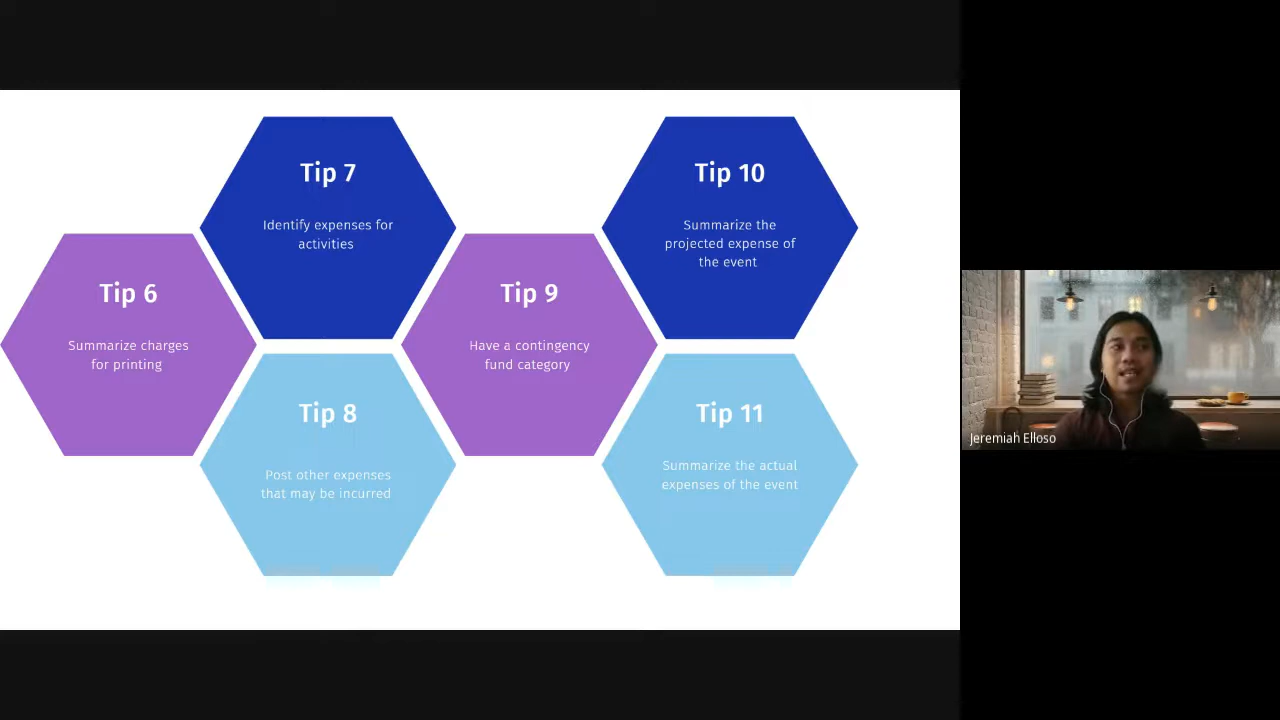 Tip 6
Summarize charges
for printing
Tip 7
Identify expenses for
activities
Tip 8
Post other expenses
that may be incurred
Tip 9
Have a contingency
fund category
Tip 10
Summarize the
projected expense of
the event
Tip 11
Summarize the actual
expenses of the event
Jeremiah Elloso